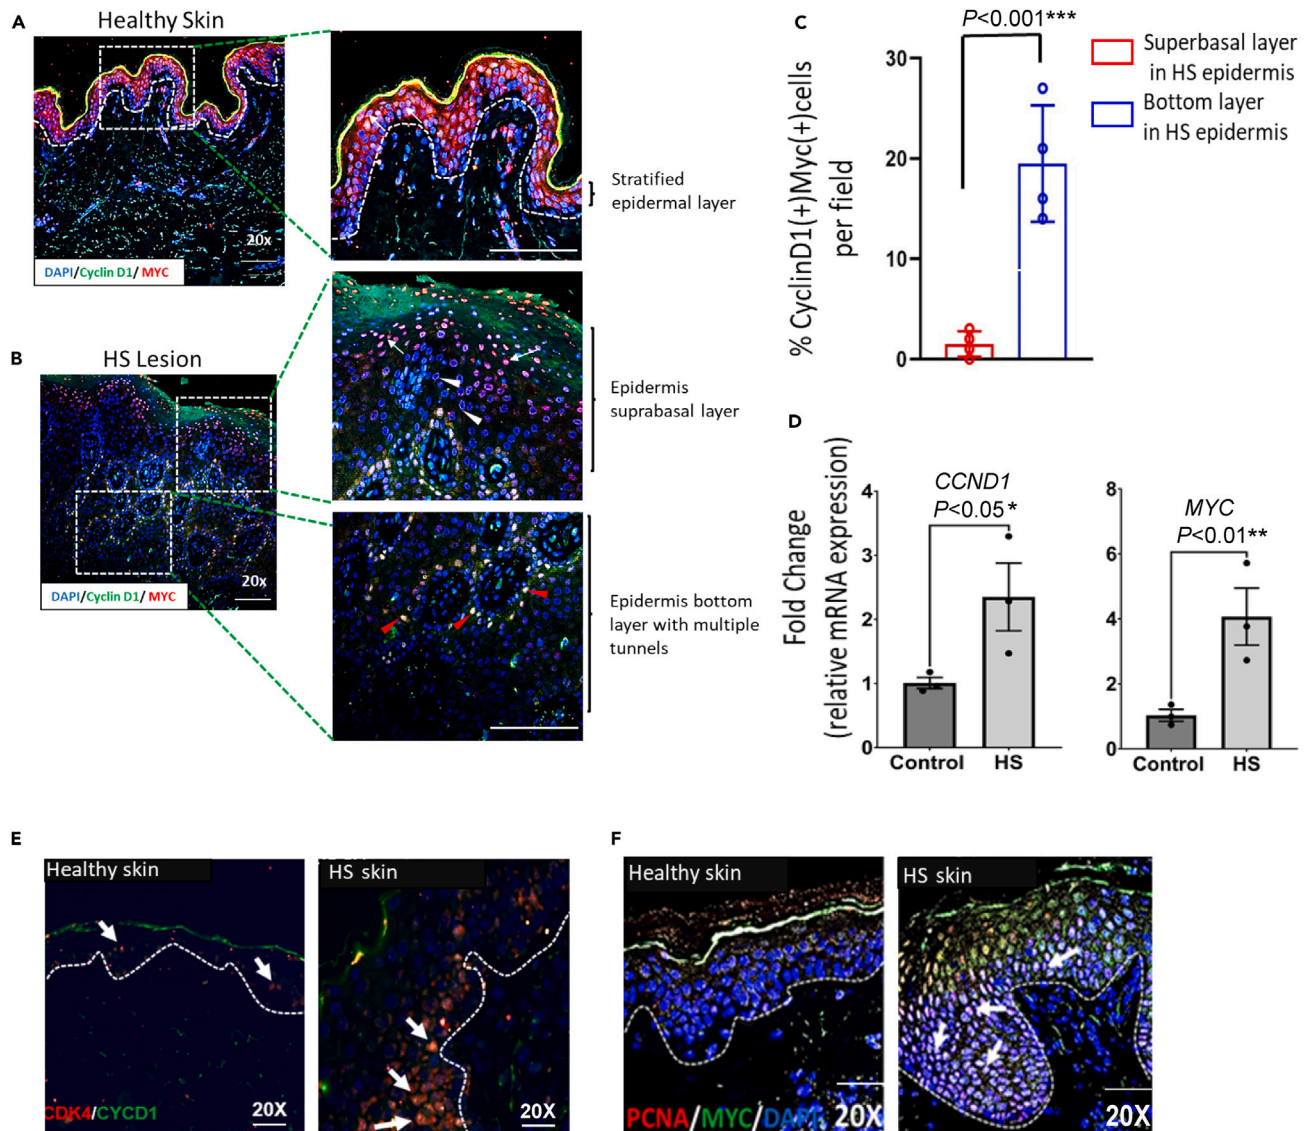 A
Healthy Skin
20x
DAPI/Cyclin D1/ MYC
Stratified
epidermal layer
B
HS Lesion
20x
DAPI/Cyclin D1/ MYC
Epidermis
suprabasal layer
Epidermis bottom
layer with multiple
tunnels
C
P<0.001***
% CyclinD1(+)Myc(+)cells
per field
30
20
10
0
Superbasal layer
in HS epidermis
Bottom layer
in HS epidermis
D
Fold Change
(relative mRNA expression)
CCND1
P<0.05 *
4
3
2
1
0
Control HS
MYC
P<0.01**
8
6
4
2
0
Control HS
E
Healthy skin
CDK4/CYCD1
20X
HS skin
20X
F
Healthy skin
PCNA/MYC/DAPI
20X
HS skin
20X